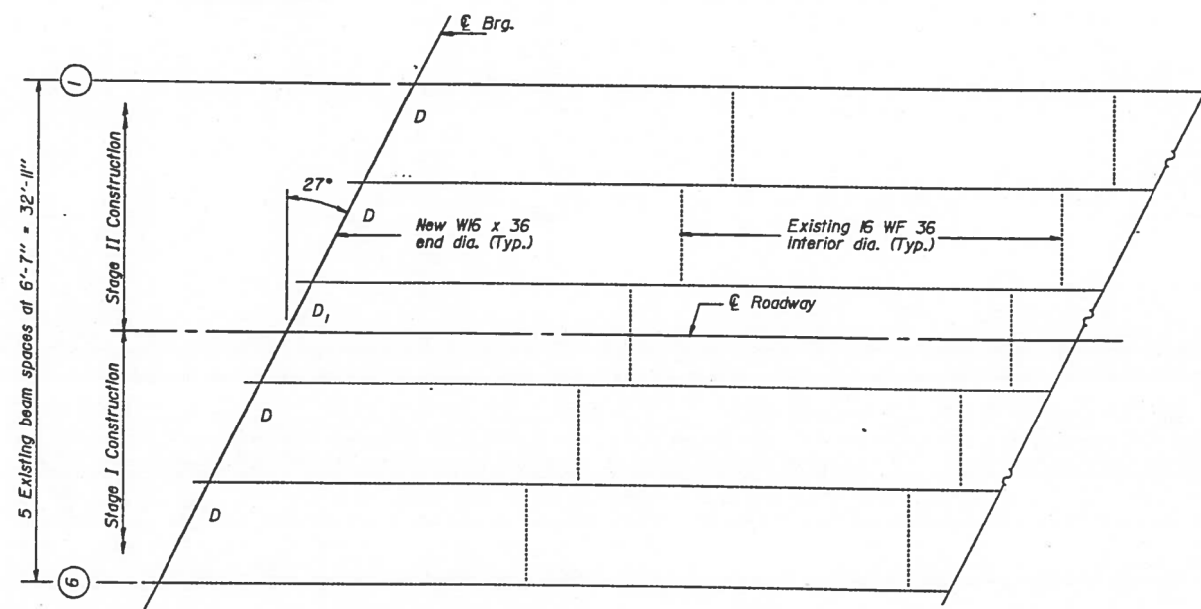 ℄ Brg.
1
D
27°
D
New W16 x 36
end dia. (Typ.)
Existing 16 WF 36
interior dia. (Typ.)
D1
℄ Roadway
D
D
6
5 Existing beam spaces at 6'-7" = 32'-11"
Stage II Construction
Stage I Construction